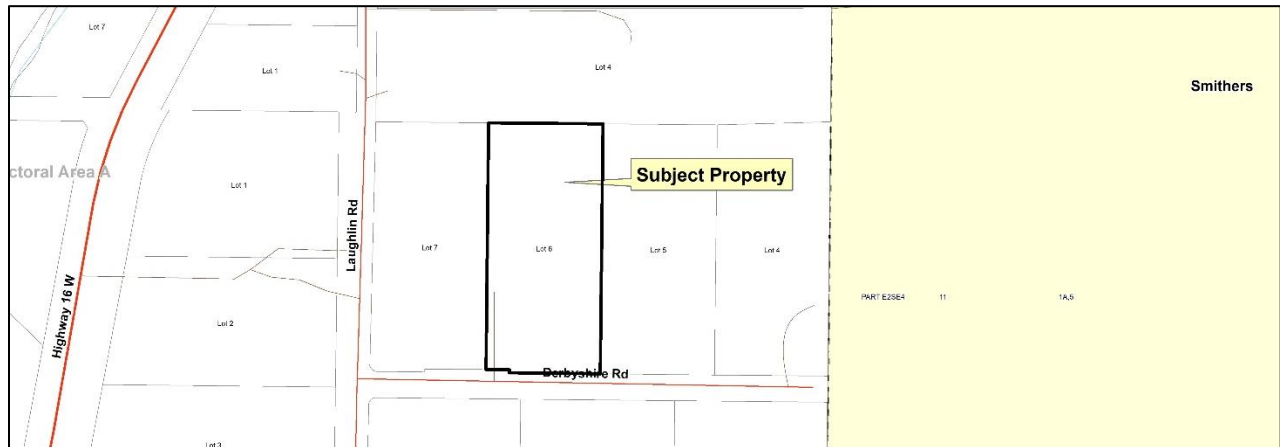 Lot 7
Lot 1
Lot 4
Smithers
ctoral Area A
Lot 1
Subject Property
Laughlin Rd
Lot 7
Lot 6
Lot 5
Lot 4
Highway 16 W
Lot 2
PART E2SE4 11 1A,5
Derbyshire Rd
Lot 3